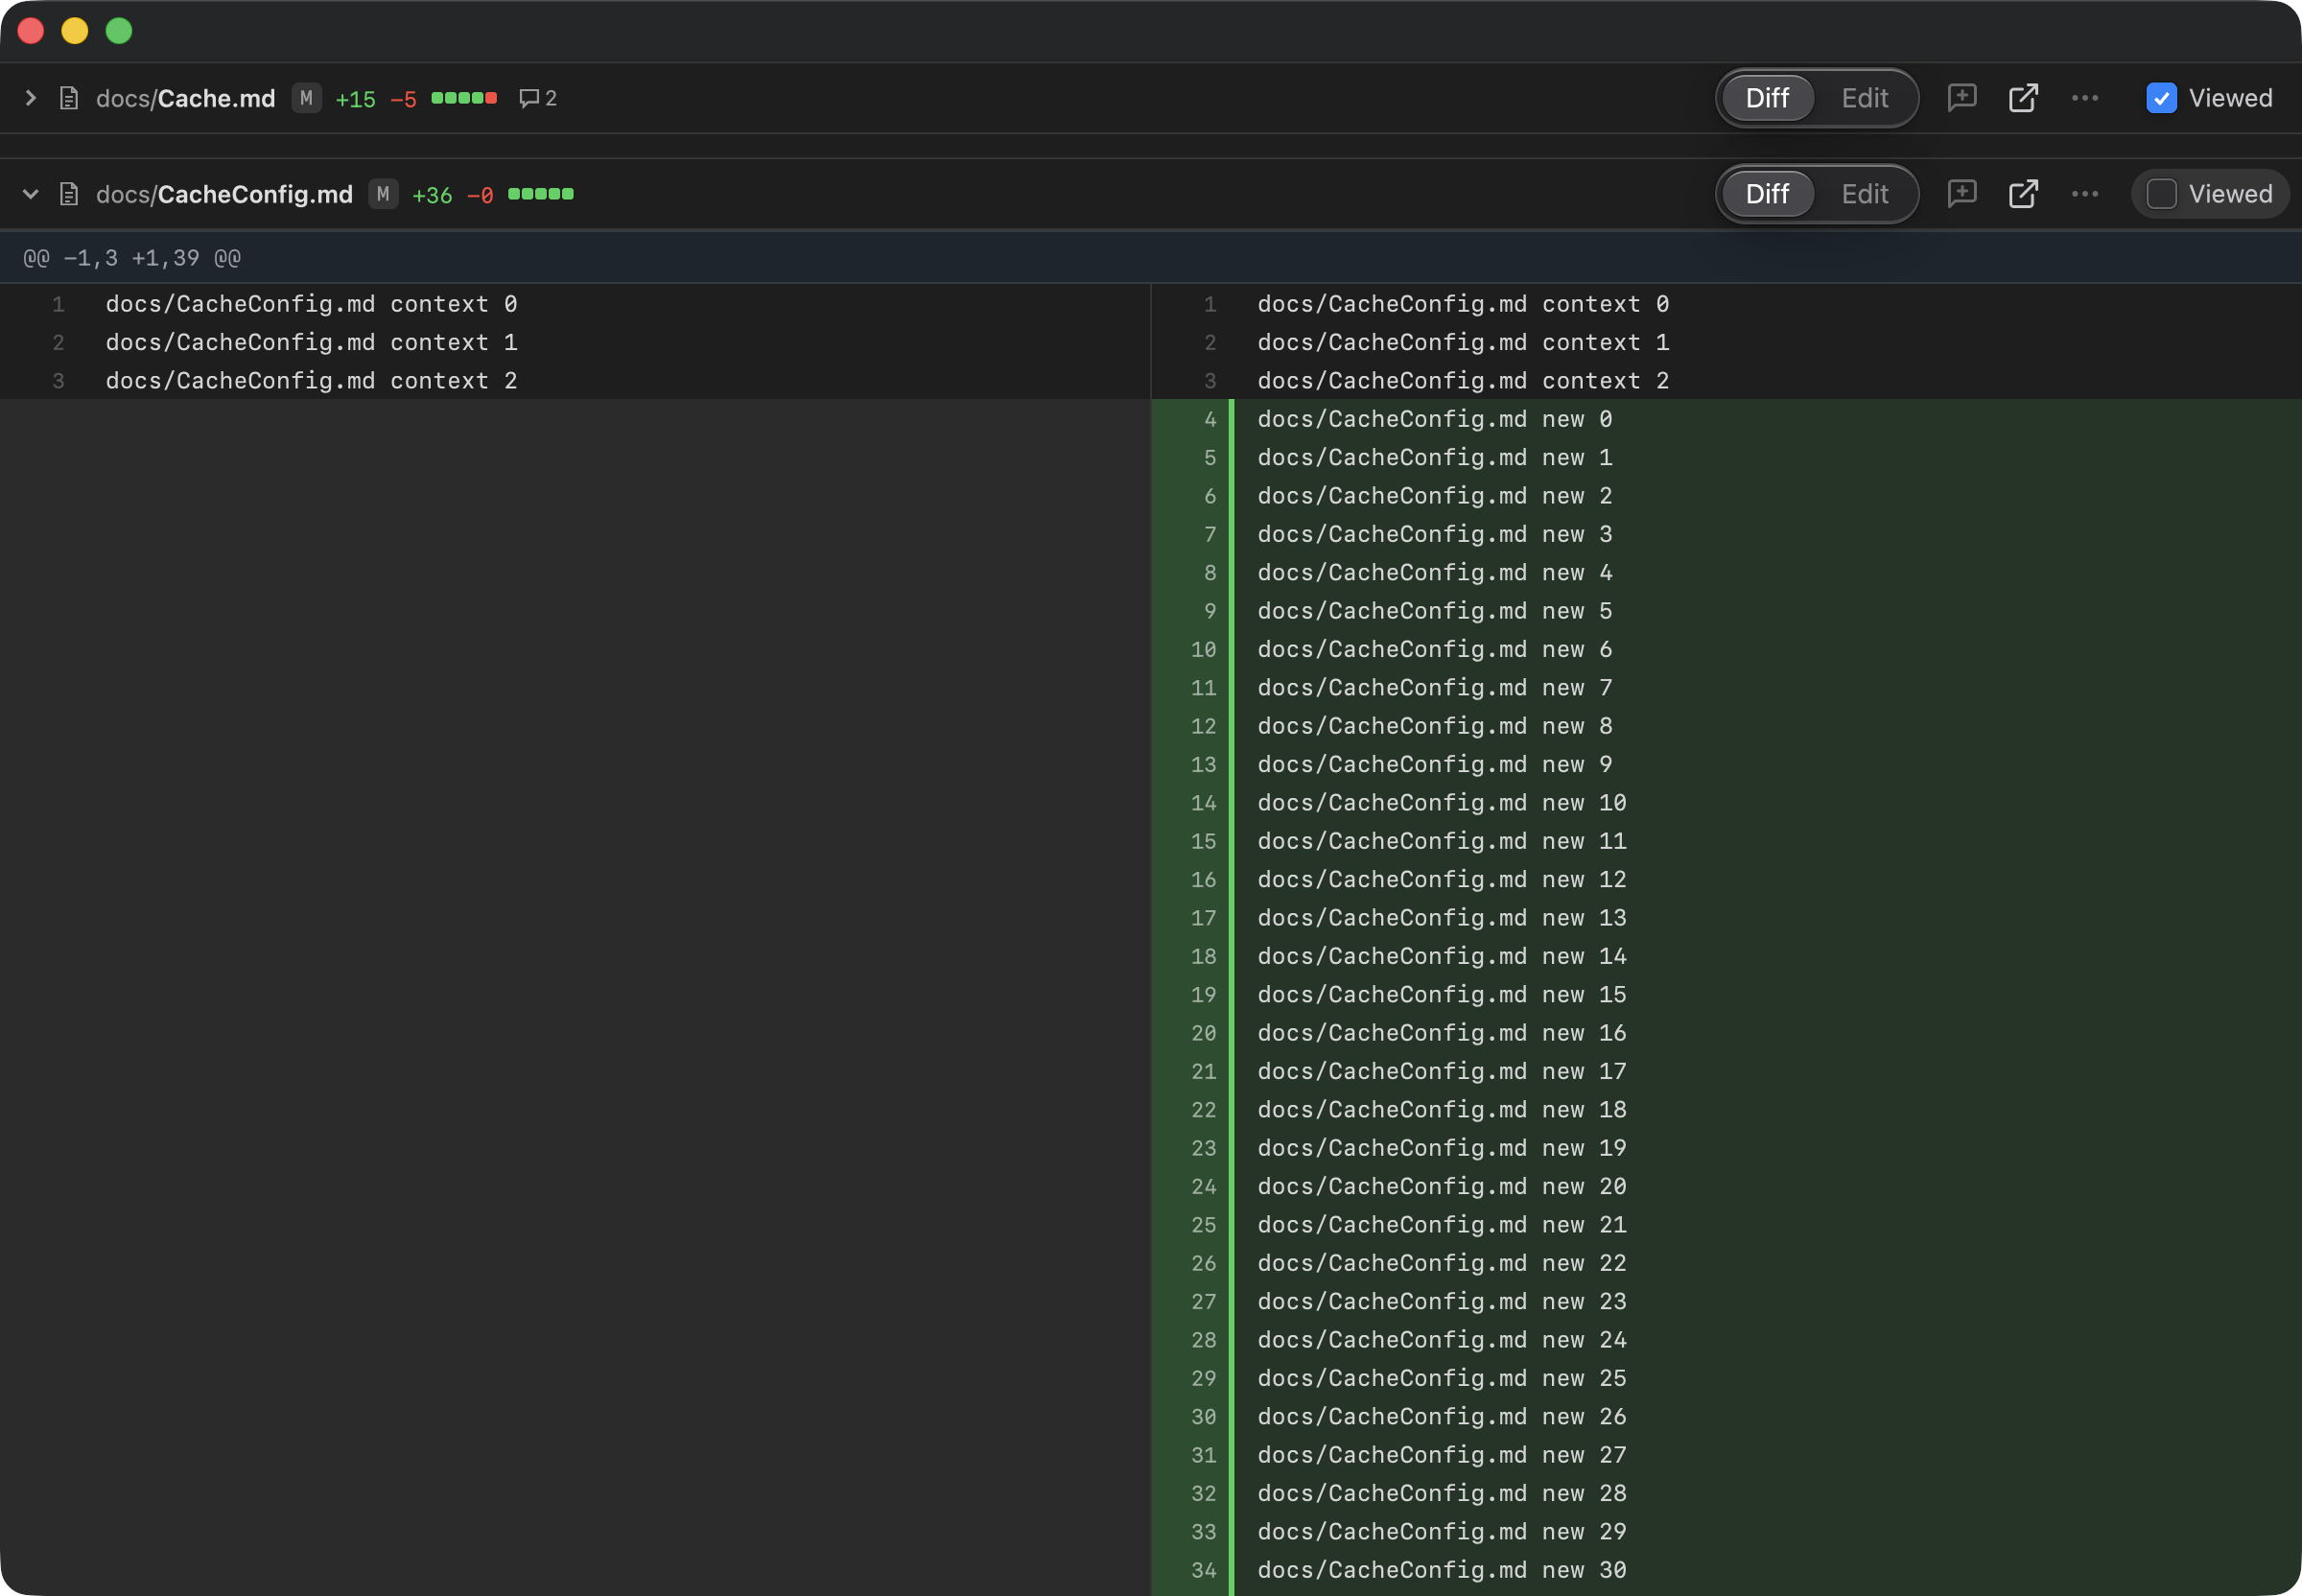 docs/Cache.md M +15 −5 2 Diff Edit Viewed
docs/CacheConfig.md M +36 −0 Diff Edit Viewed
@@ −1,3 +1,39 @@
1 docs/CacheConfig.md context 0 1 docs/CacheConfig.md context 0
2 docs/CacheConfig.md context 1 2 docs/CacheConfig.md context 1
3 docs/CacheConfig.md context 2 3 docs/CacheConfig.md context 2
4 docs/CacheConfig.md new 0
5 docs/CacheConfig.md new 1
6 docs/CacheConfig.md new 2
7 docs/CacheConfig.md new 3
8 docs/CacheConfig.md new 4
9 docs/CacheConfig.md new 5
10 docs/CacheConfig.md new 6
11 docs/CacheConfig.md new 7
12 docs/CacheConfig.md new 8
13 docs/CacheConfig.md new 9
14 docs/CacheConfig.md new 10
15 docs/CacheConfig.md new 11
16 docs/CacheConfig.md new 12
17 docs/CacheConfig.md new 13
18 docs/CacheConfig.md new 14
19 docs/CacheConfig.md new 15
20 docs/CacheConfig.md new 16
21 docs/CacheConfig.md new 17
22 docs/CacheConfig.md new 18
23 docs/CacheConfig.md new 19
24 docs/CacheConfig.md new 20
25 docs/CacheConfig.md new 21
26 docs/CacheConfig.md new 22
27 docs/CacheConfig.md new 23
28 docs/CacheConfig.md new 24
29 docs/CacheConfig.md new 25
30 docs/CacheConfig.md new 26
31 docs/CacheConfig.md new 27
32 docs/CacheConfig.md new 28
33 docs/CacheConfig.md new 29
34 docs/CacheConfig.md new 30